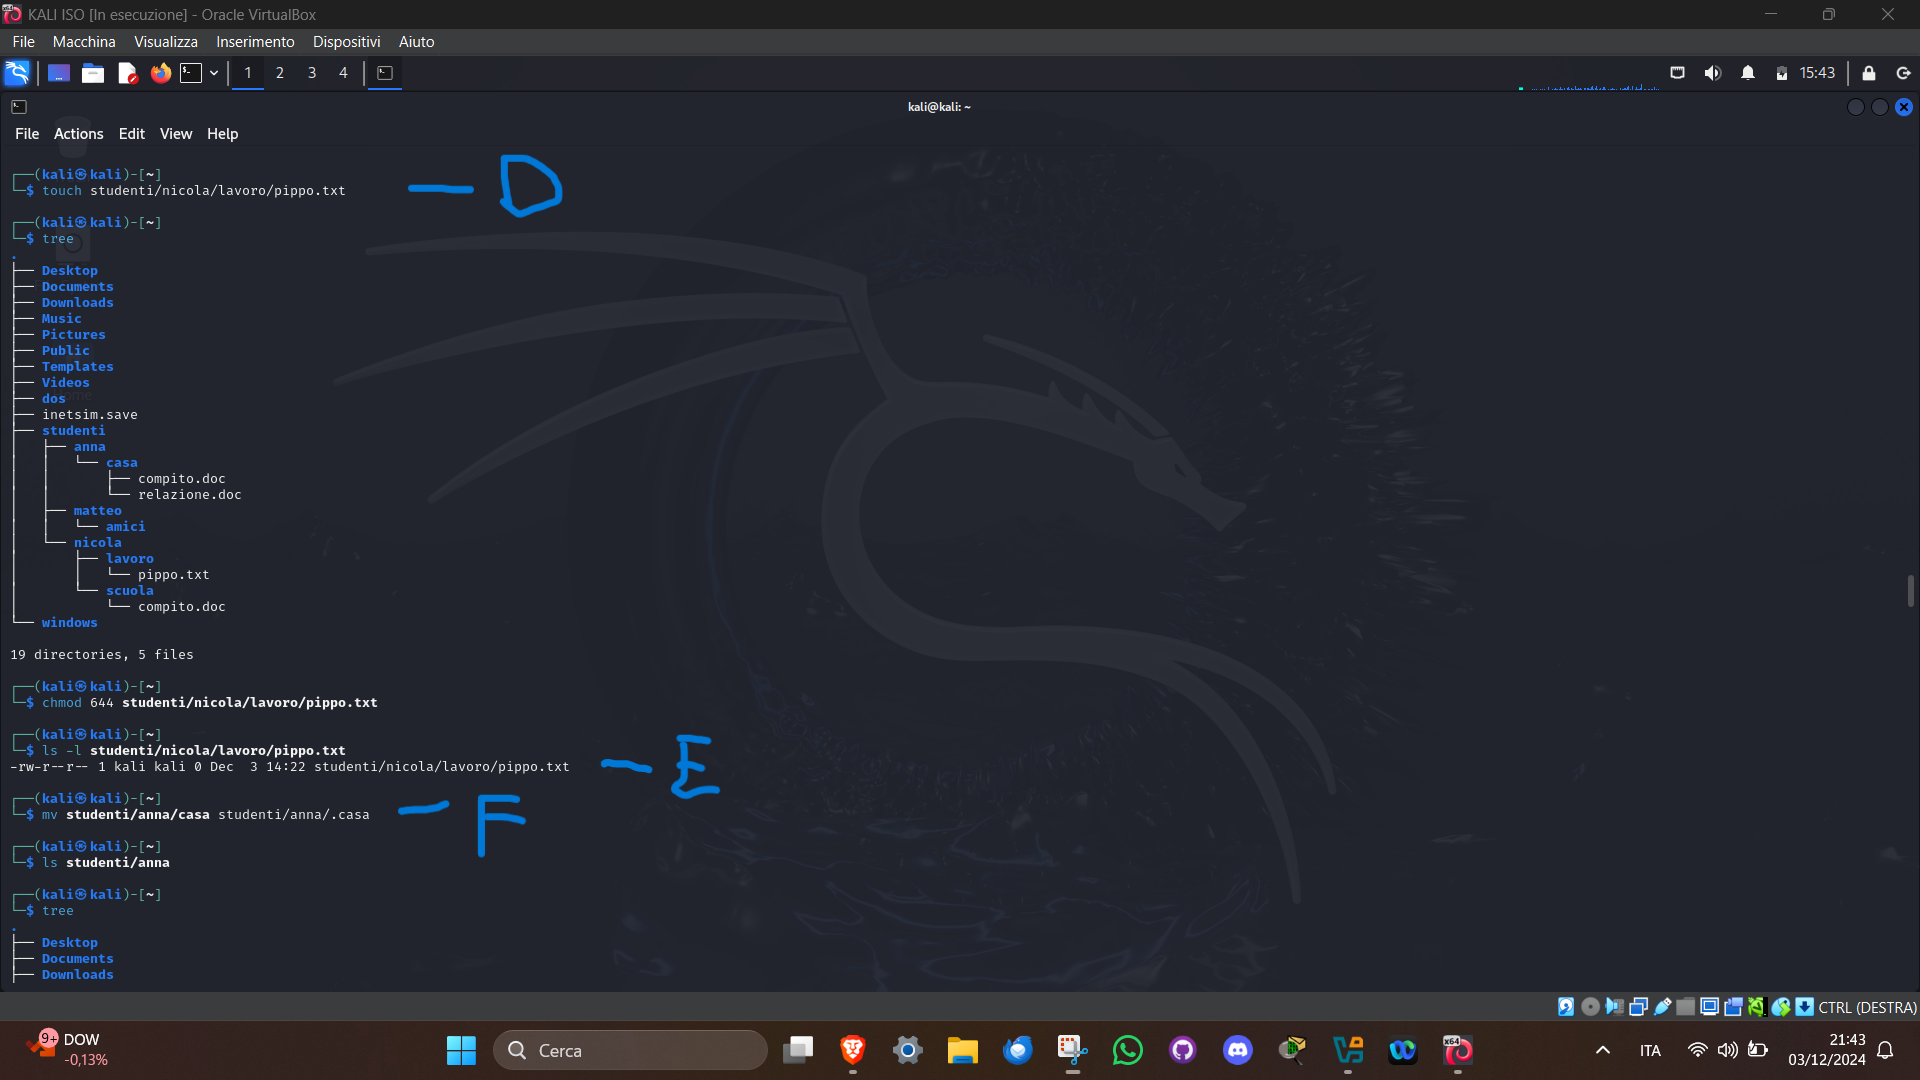 KALI ISO [In esecuzione] - Oracle VirtualBox
File Macchina Visualizza Inserimento Dispositivi Aiuto
1 2 3 4 15:43
kali@kali: ~
File Actions Edit View Help
┌──(kali㉿kali)-[~]
└─$ touch studenti/nicola/lavoro/pippo.txt
D
┌──(kali㉿kali)-[~]
└─$ tree
.
├── Desktop
├── Documents
├── Downloads
├── Music
├── Pictures
├── Public
├── Templates
├── Videos
├── dos
├── inetsim.save
├── studenti
│   ├── anna
│   │   └── casa
│   │       ├── compito.doc
│   │       └── relazione.doc
│   ├── matteo
│   │   └── amici
│   └── nicola
│       ├── lavoro
│       │   └── pippo.txt
│       └── scuola
│           └── compito.doc
└── windows
19 directories, 5 files
┌──(kali㉿kali)-[~]
└─$ chmod 644 studenti/nicola/lavoro/pippo.txt
┌──(kali㉿kali)-[~]
└─$ ls -l studenti/nicola/lavoro/pippo.txt
-rw-r--r-- 1 kali kali 0 Dec  3 14:22 studenti/nicola/lavoro/pippo.txt
E
┌──(kali㉿kali)-[~]
└─$ mv studenti/anna/casa studenti/anna/.casa
F
┌──(kali㉿kali)-[~]
└─$ ls studenti/anna
┌──(kali㉿kali)-[~]
└─$ tree
.
├── Desktop
├── Documents
├── Downloads
CTRL (DESTRA)
9+ DOW
-0,13%
Cerca
x64
ITA
21:43
03/12/2024